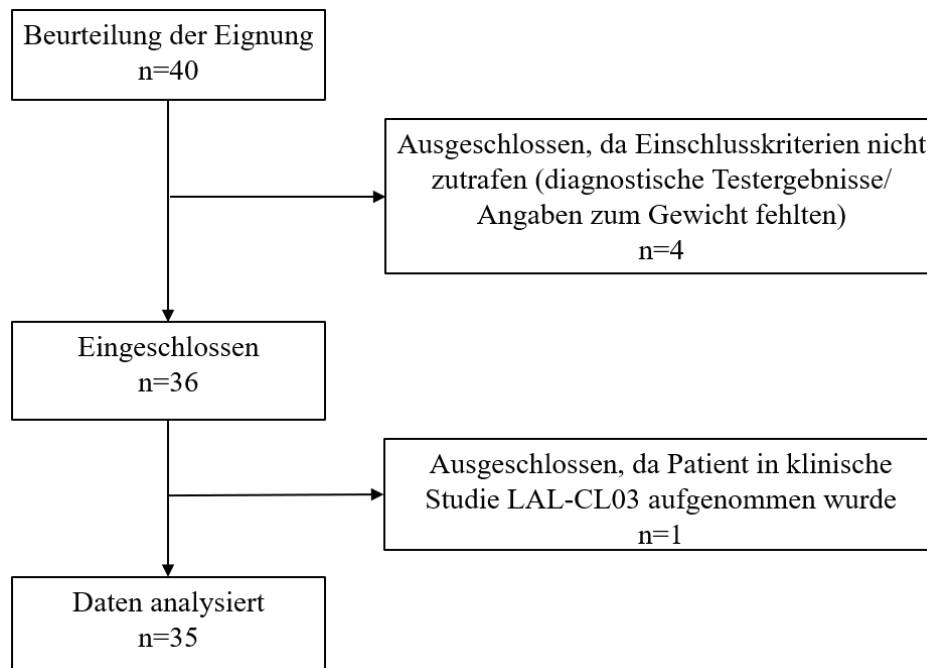 Beurteilung der Eignung
n=40
Ausgeschlossen, da Einschlusskriterien nicht
zutrafen (diagnostische Testergebnisse/
Angaben zum Gewicht fehlten)
n=4
Eingeschlossen
n=36
Ausgeschlossen, da Patient in klinische
Studie LAL-CL03 aufgenommen wurde
n=1
Daten analysiert
n=35